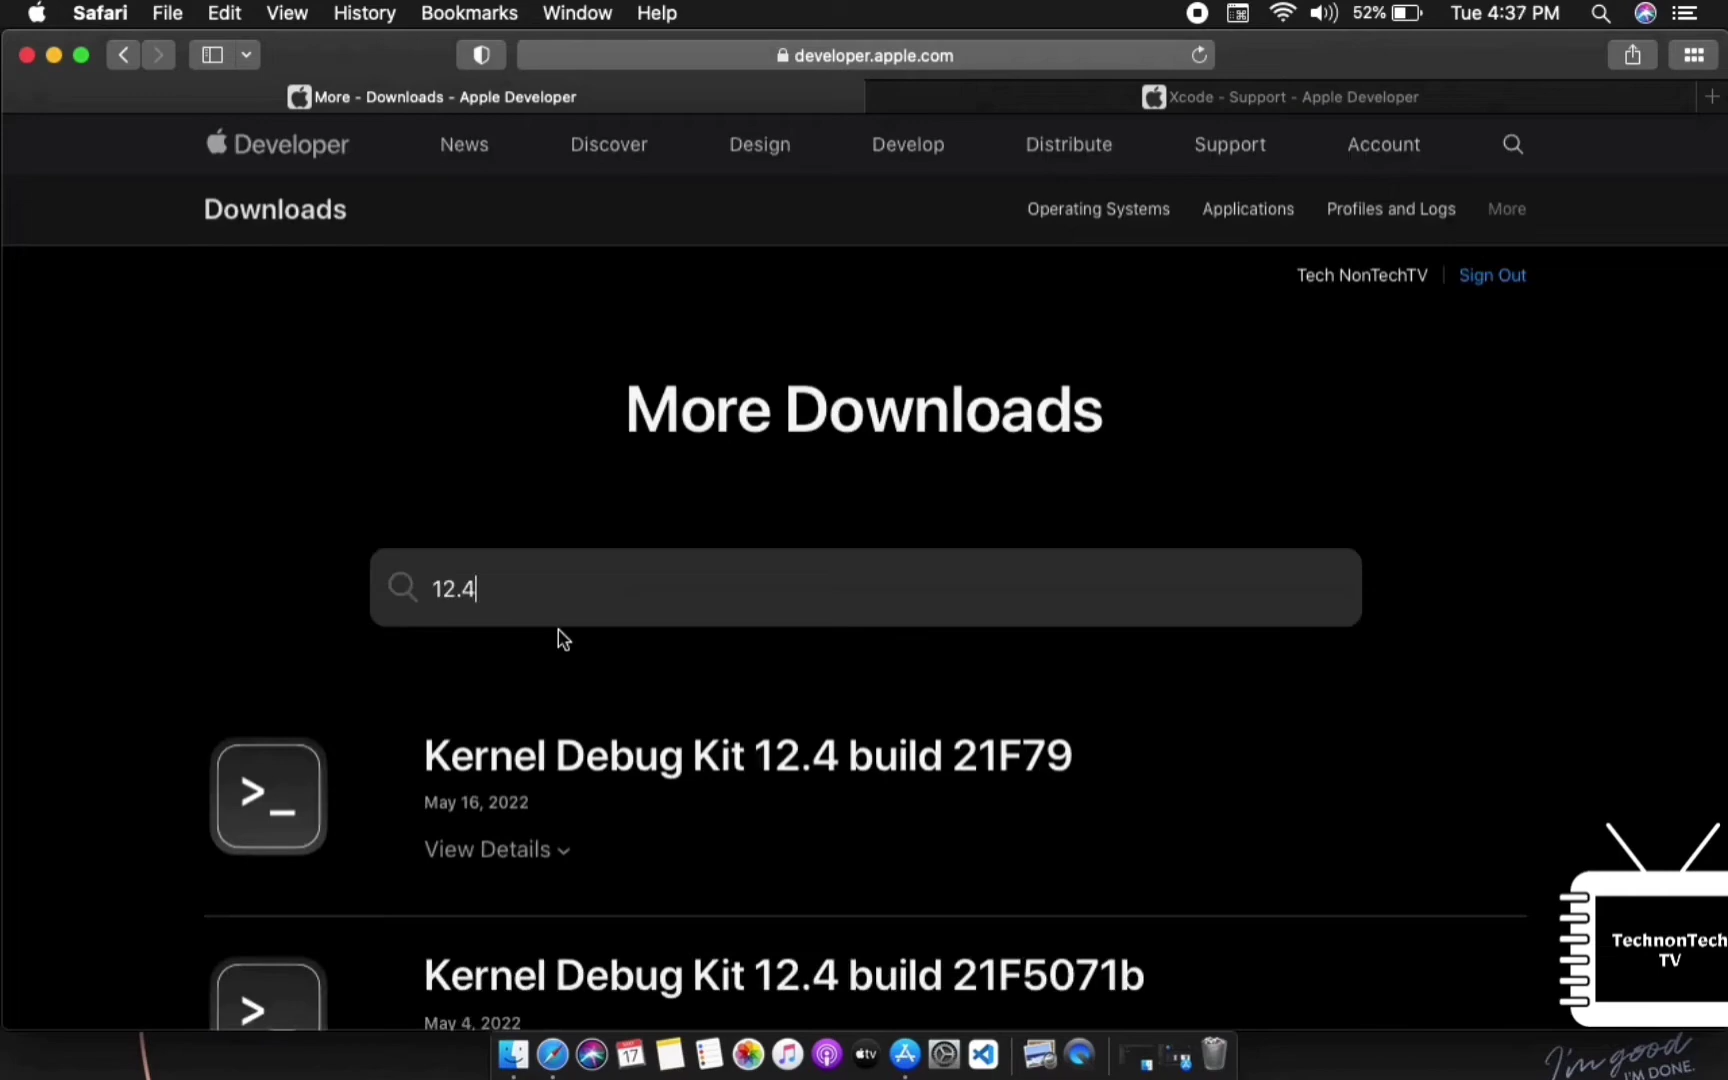 Safari File Edit View History Bookmarks Window Help 52% Tue 4:37 PM
developer.apple.com
More - Downloads - Apple Developer
Xcode - Support - Apple Developer
Developer News Discover Design Develop Distribute Support Account
Downloads Operating Systems Applications Profiles and Logs More
Tech NonTechTV Sign Out
More Downloads
12.4
>_
Kernel Debug Kit 12.4 build 21F79
May 16, 2022
View Details
>
Kernel Debug Kit 12.4 build 21F5071b
May 4, 2022
TechnonTech
TV
17
tv
I'm good
I'M DONE.